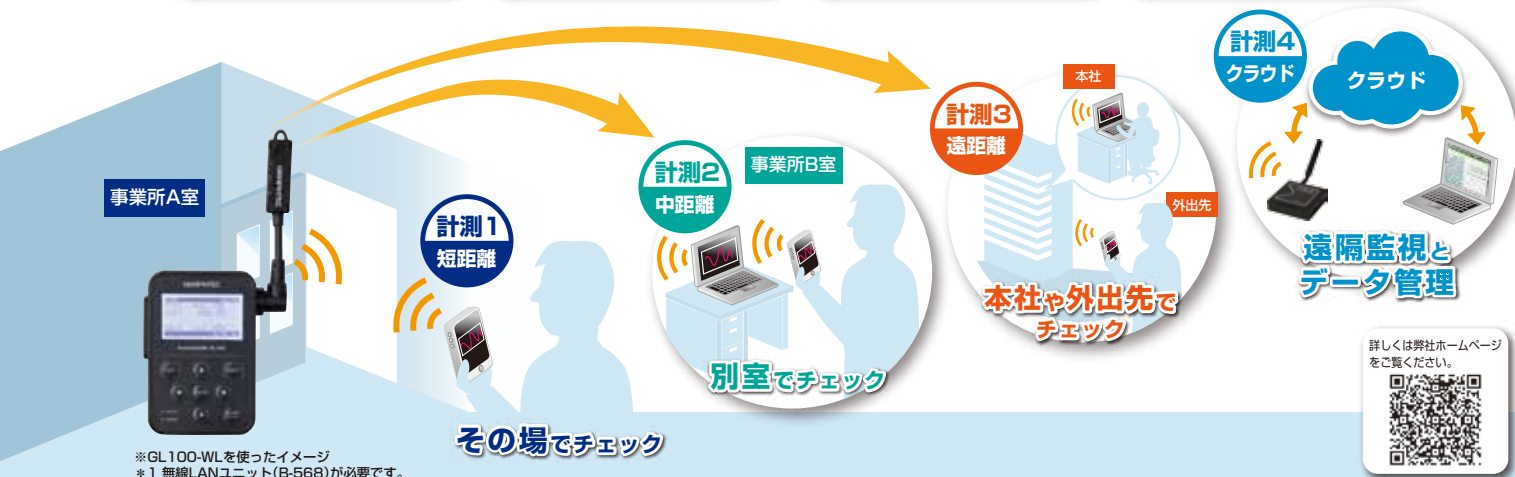 事業所A室
計測1
短距離
その場でチェック
計測2
中距離
事業所B室
別室でチェック
計測3
遠距離
本社
外出先
本社や外出先で
チェック
計測4
クラウド
クラウド
遠隔監視と
データ管理
詳しくは弊社ホームページ
をご覧ください。
※GL100-WLを使ったイメージ
*1 無線LANユニット(B-568)が必要です。